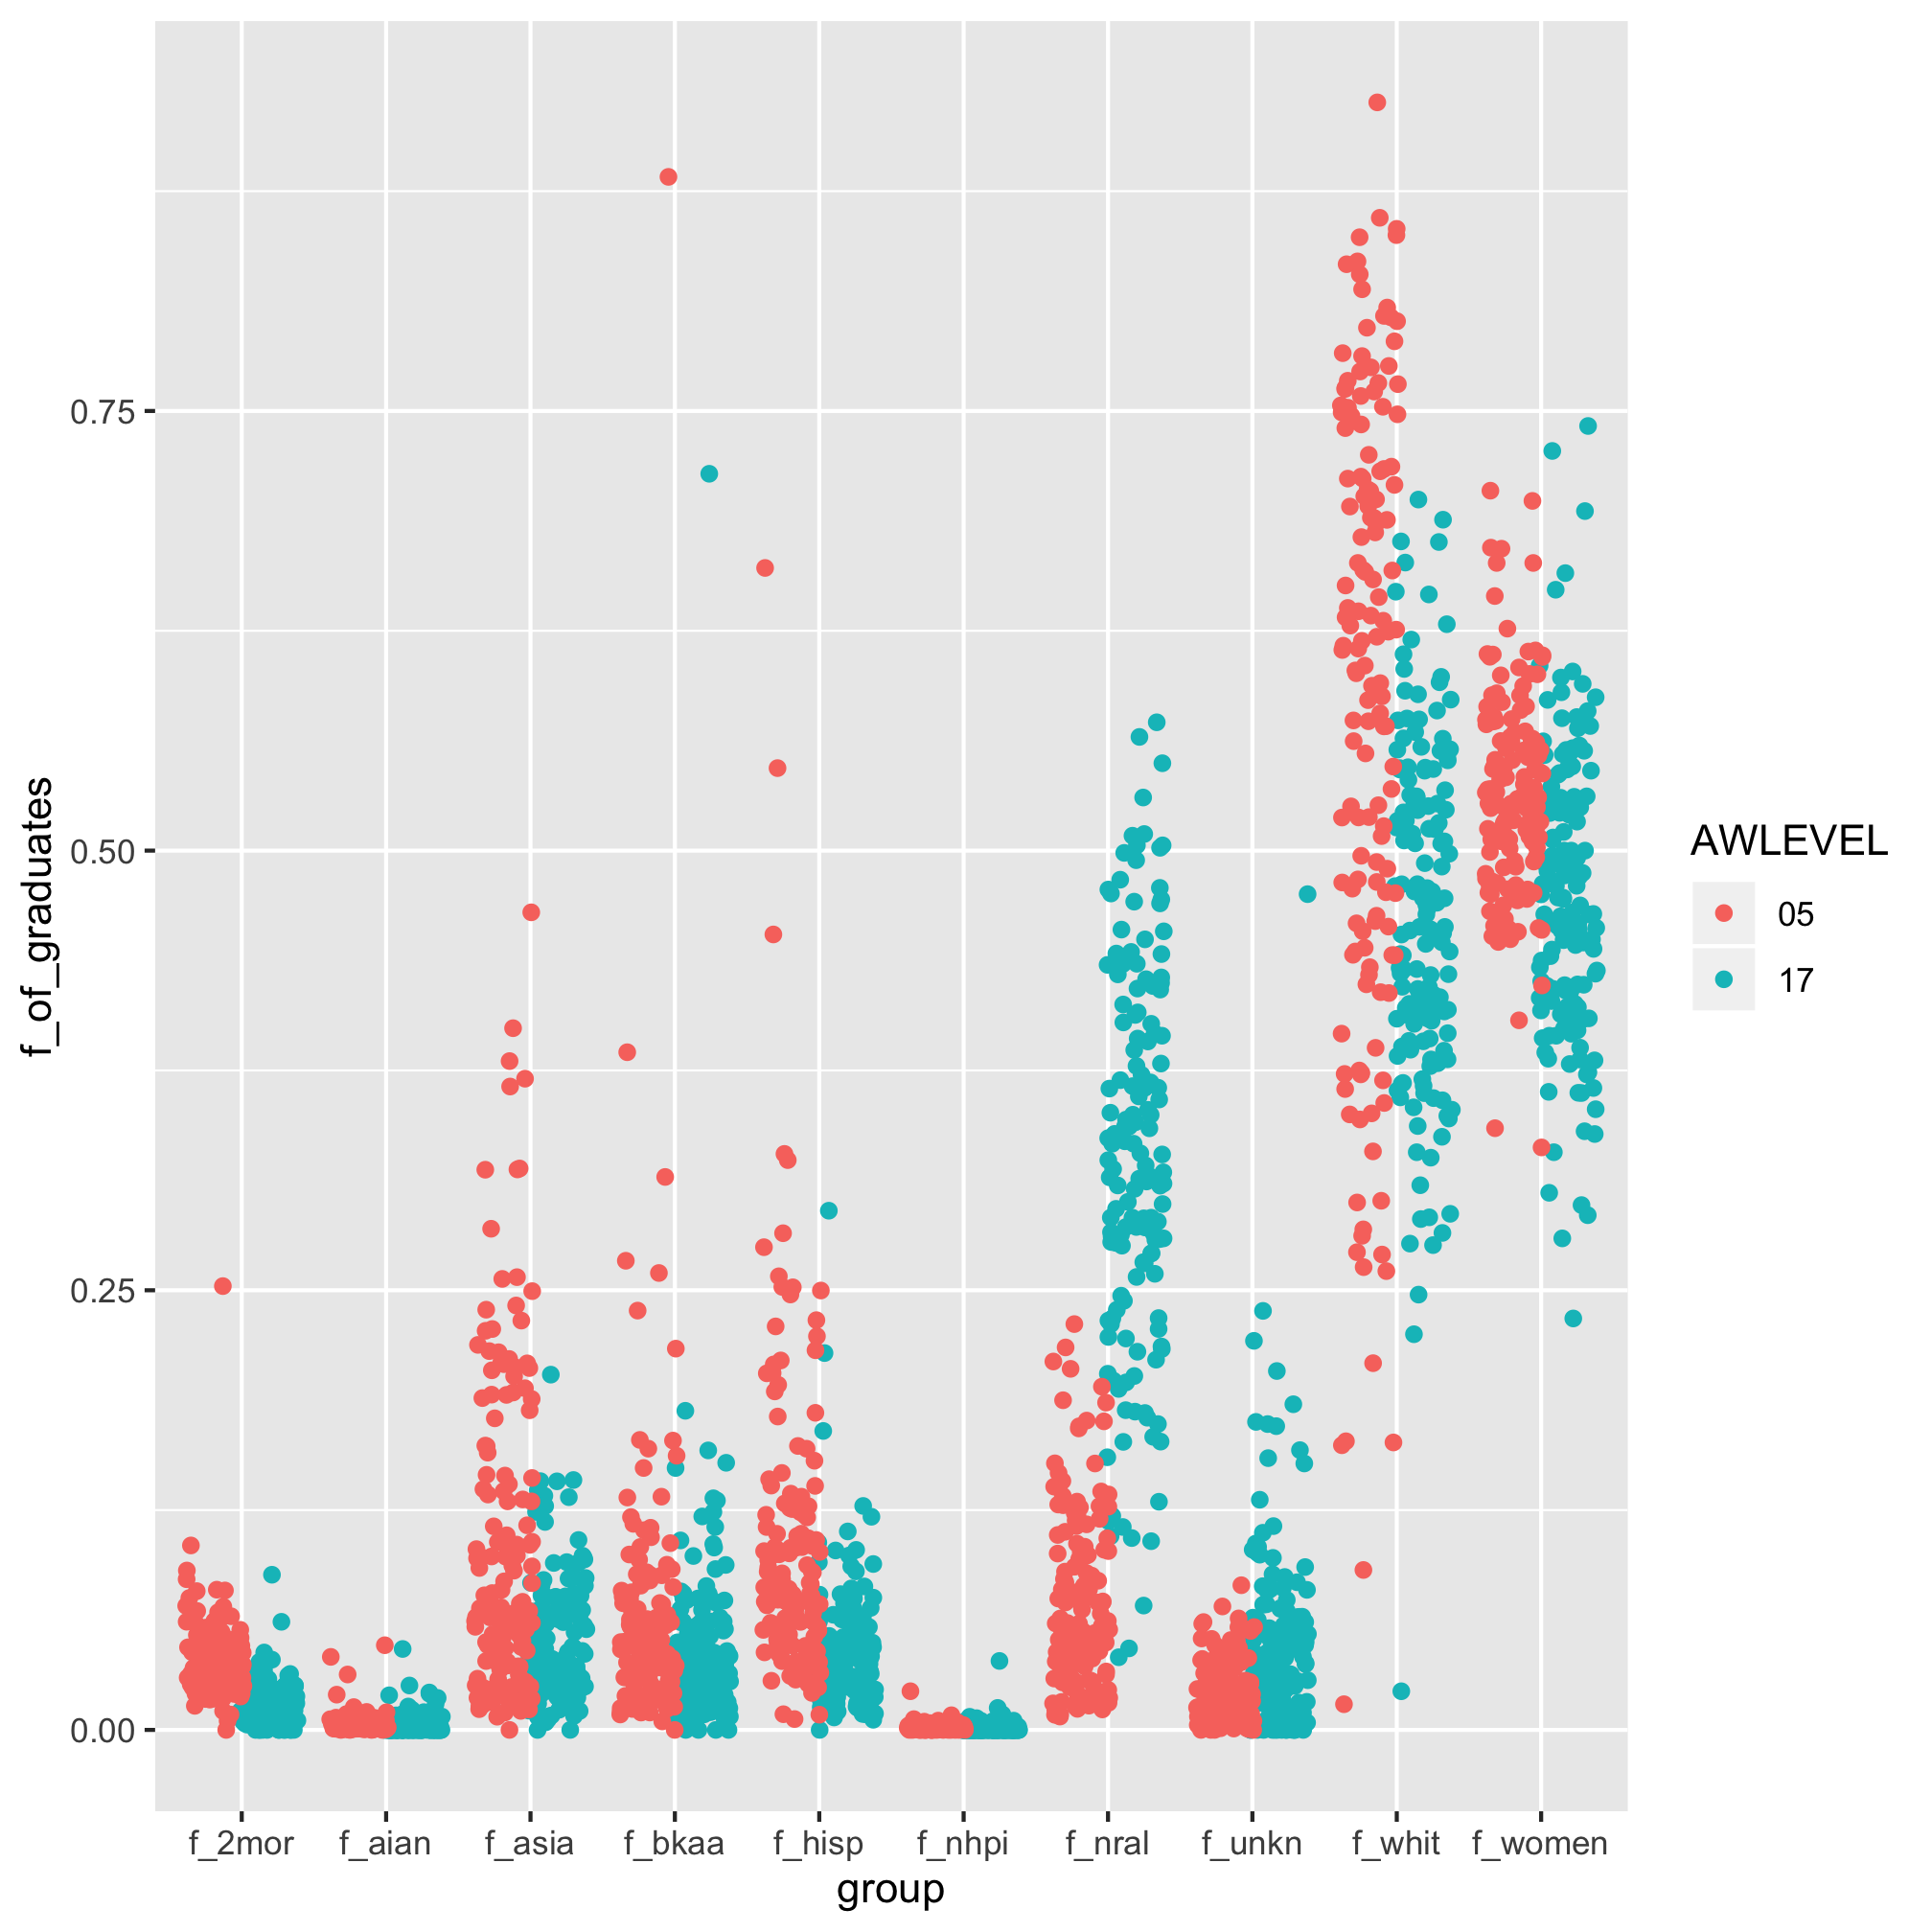 f_of_graduates
0.75
0.50
0.25
0.00
f_2mor f_aian f_asia f_bkaa f_hisp f_nhpi f_nral f_unkn f_whit f_women
group
AWLEVEL
05
17